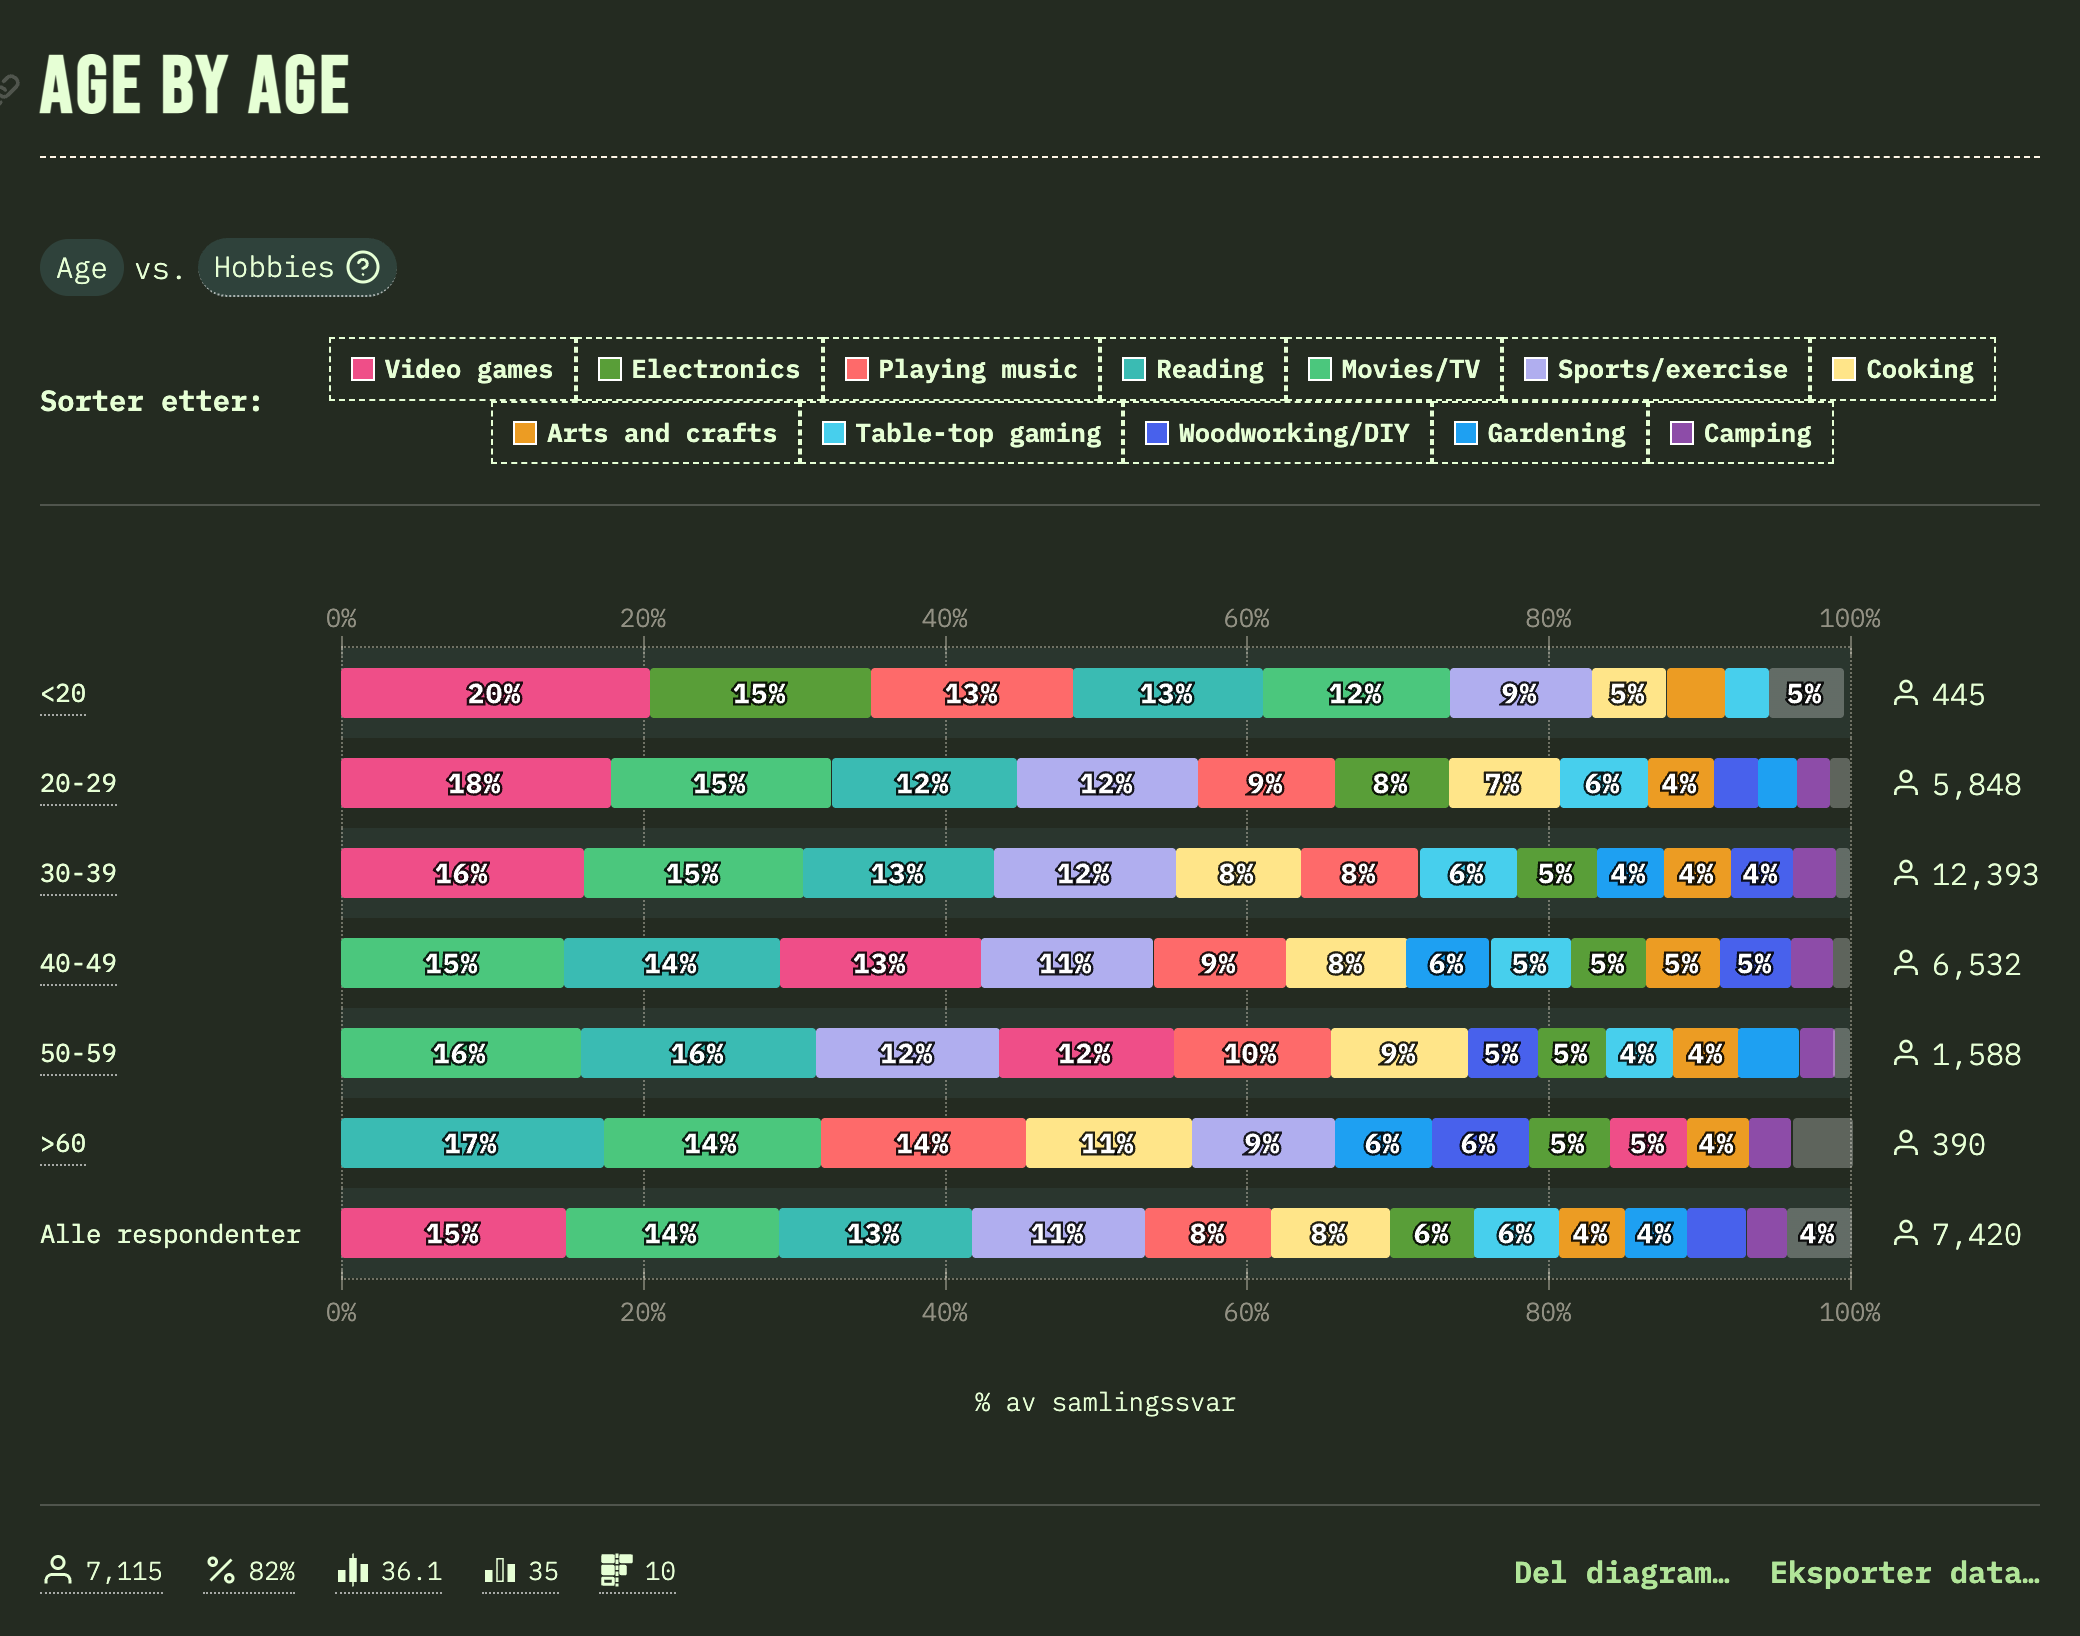 AGE BY AGE
Age vs. Hobbies ?
Video games Electronics Playing music Reading Movies/TV Sports/exercise Cooking
Sorter etter:
Arts and crafts Table-top gaming Woodworking/DIY Gardening Camping
0% 20% 40% 60% 80% 100%
<20 20% 15% 13% 13% 12% 9% 5% 5% 445
20-29 18% 15% 12% 12% 9% 8% 7% 6% 4% 5,848
30-39 16% 15% 13% 12% 8% 8% 6% 5% 4% 4% 4% 12,393
40-49 15% 14% 13% 11% 9% 8% 6% 5% 5% 5% 5% 6,532
50-59 16% 16% 12% 12% 10% 9% 5% 5% 4% 4% 1,588
>60 17% 14% 14% 11% 9% 6% 6% 5% 5% 4% 390
Alle respondenter 15% 14% 13% 11% 8% 8% 6% 6% 4% 4% 4% 7,420
0% 20% 40% 60% 80% 100%
% av samlingssvar
7,115 82% 36.1 35 10 Del diagram… Eksporter data…